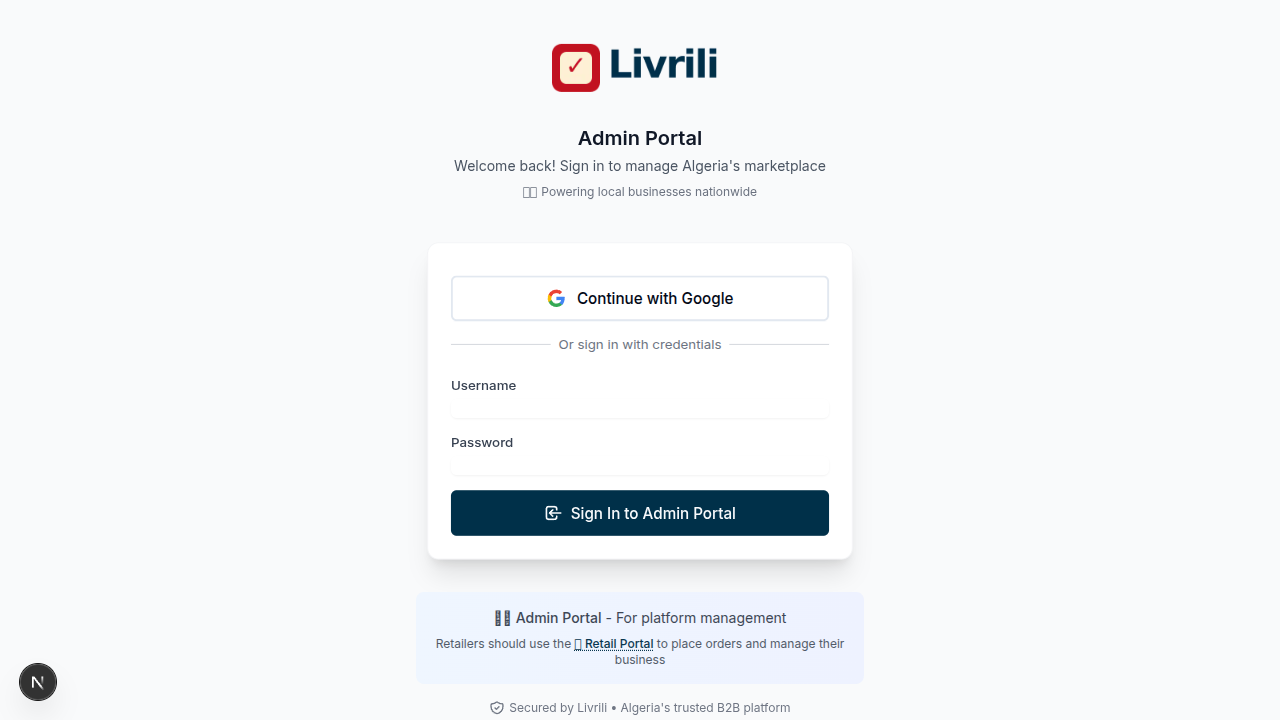 ✓ Livrili
Admin Portal
Welcome back! Sign in to manage Algeria's marketplace
Powering local businesses nationwide
Continue with Google
Or sign in with credentials
Username
Password
Sign In to Admin Portal
Admin Portal - For platform management
Retailers should use the Retail Portal to place orders and manage their
business
Secured by Livrili • Algeria's trusted B2B platform
N